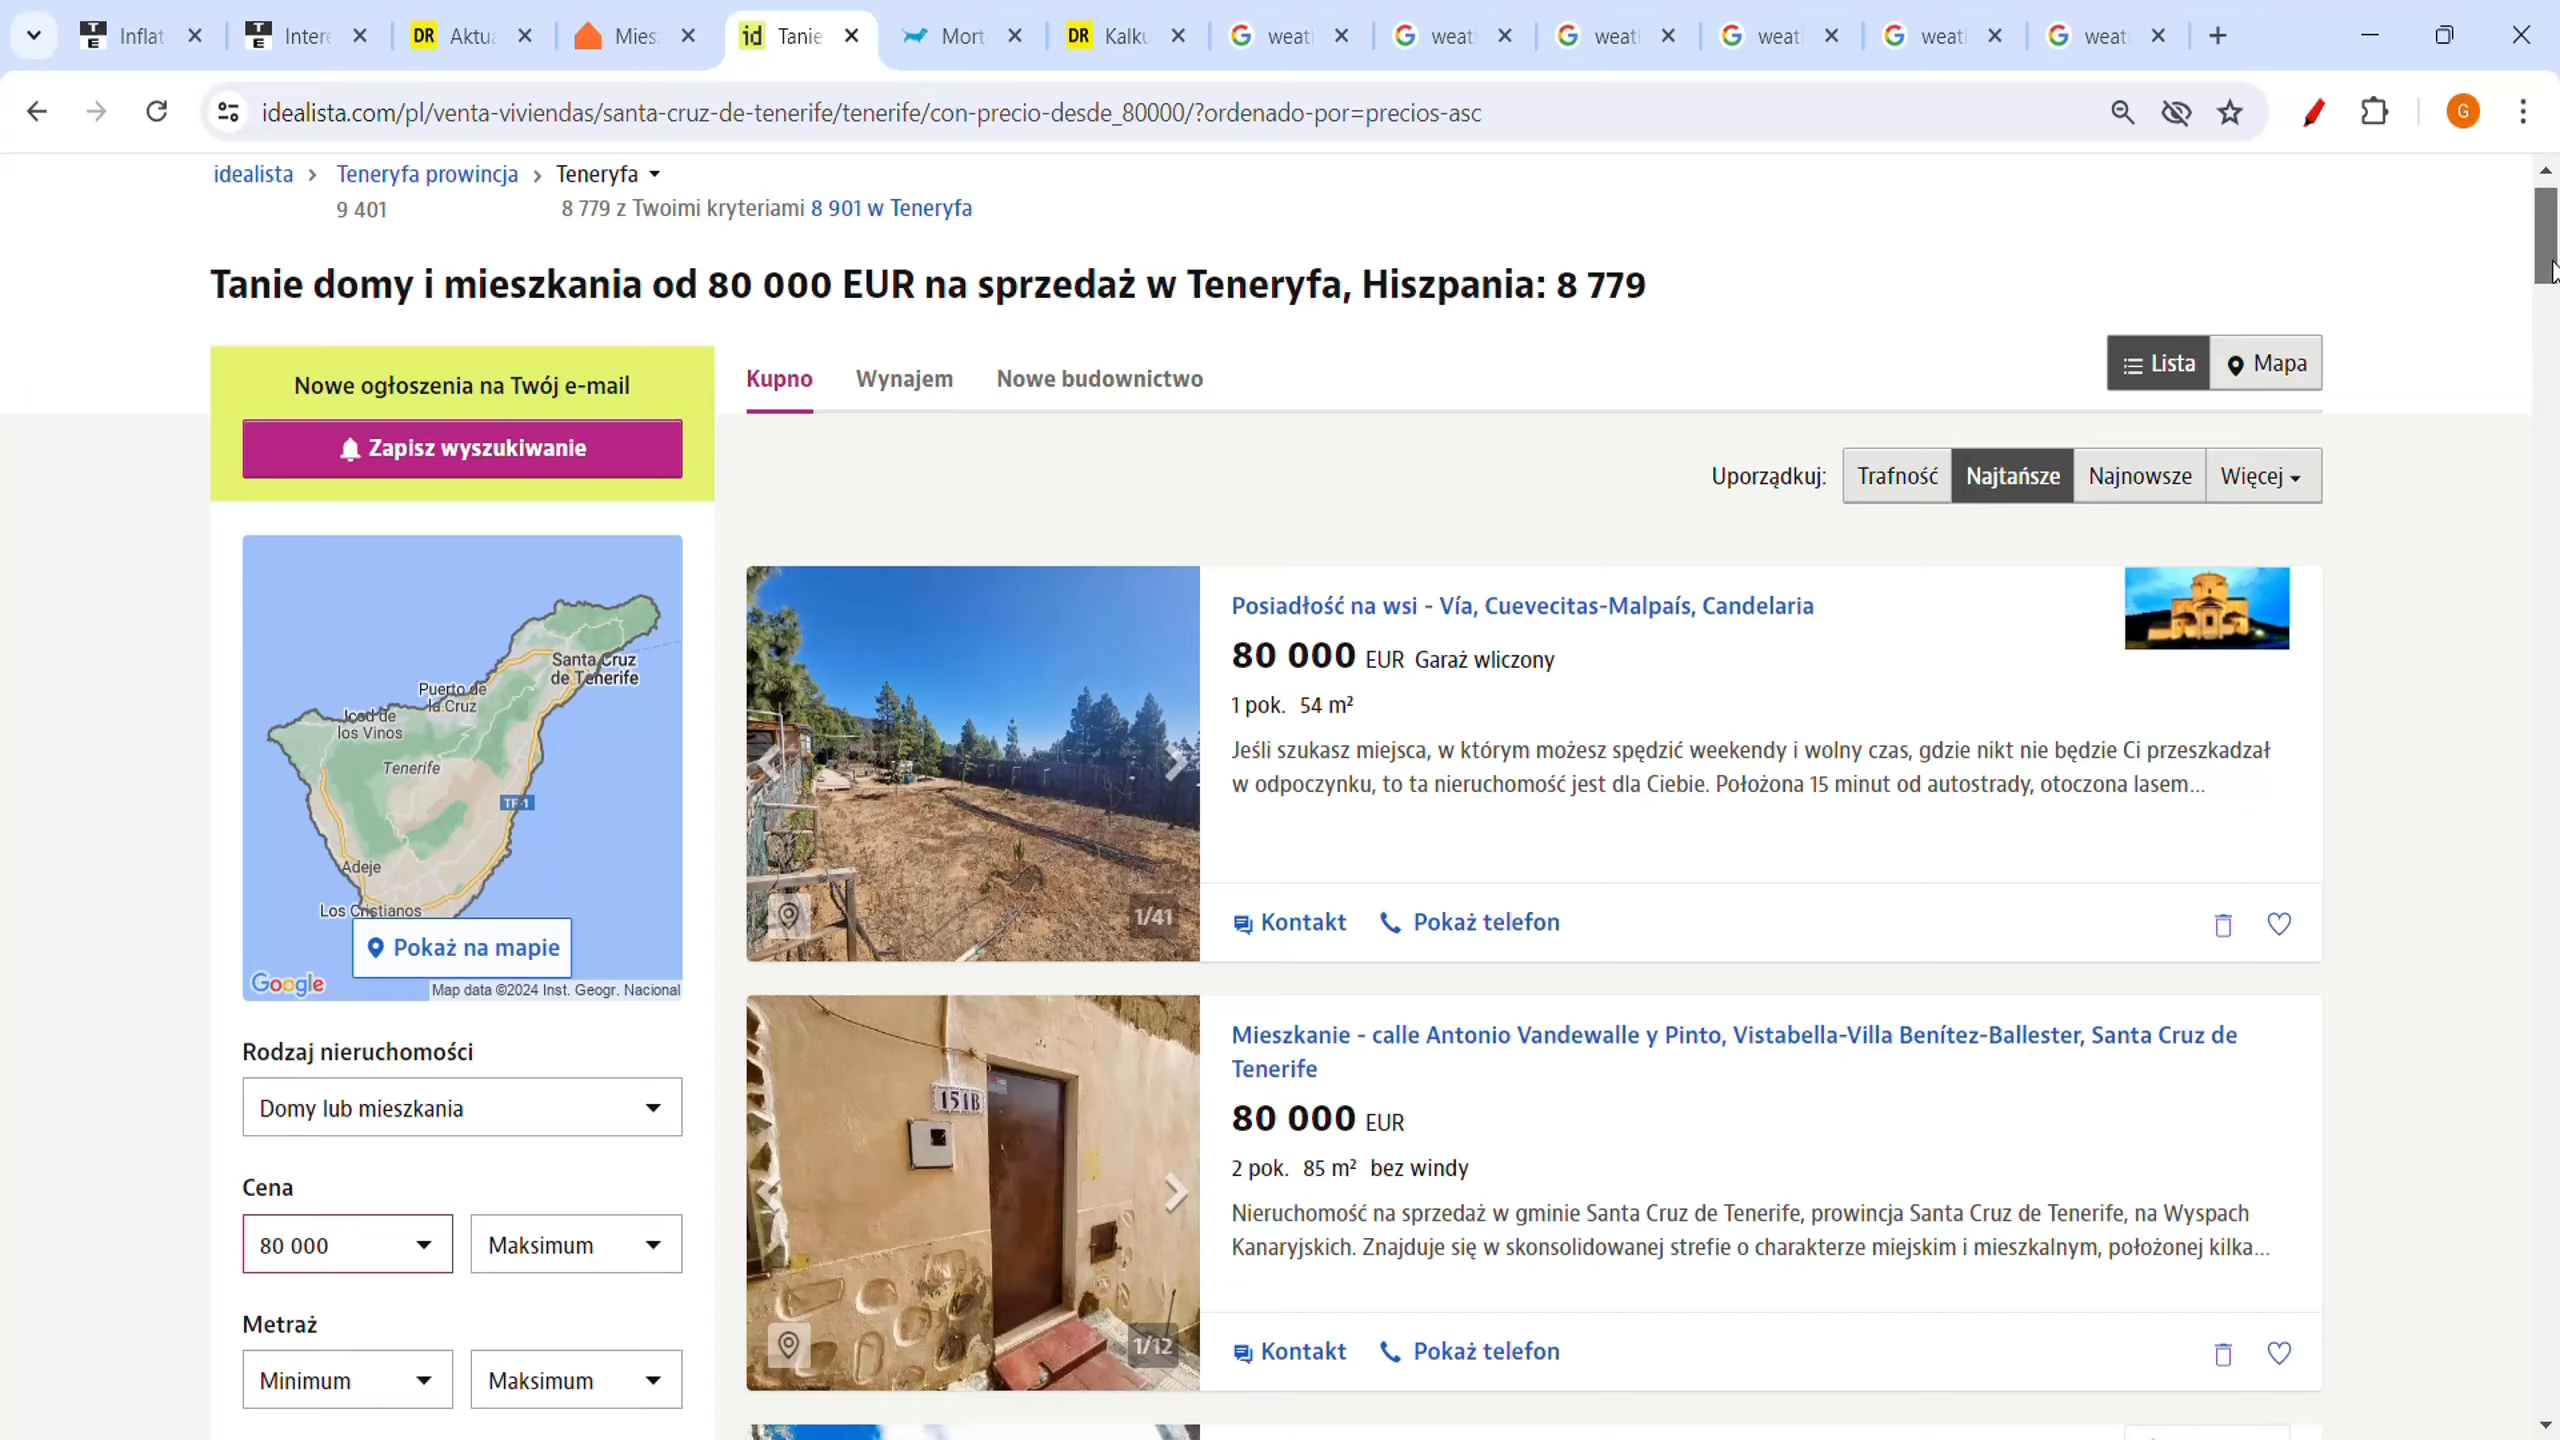 Inflat
Inter
Aktua
Mies
Tanie
Mort
Kalku
weat
weat
weat
weat
weat
weat
idealista.com/pl/venta-viviendas/santa-cruz-de-tenerife/tenerife/con-precio-desde_80000/?ordenado-por=precios-asc
G
idealista > Teneryfa prowincja > Teneryfa
9 401 8 779 z Twoimi kryteriami 8 901 w Teneryfa
Tanie domy i mieszkania od 80 000 EUR na sprzedaż w Teneryfa, Hiszpania: 8 779
Nowe ogłoszenia na Twój e-mail
Zapisz wyszukiwanie
Kupno Wynajem Nowe budownictwo
Lista Mapa
Uporządkuj: Trafność Najtańsze Najnowsze Więcej
Santa Cruz
de Tenerife
Puerto de
la Cruz
Icod de
los Vinos
Tenerife
TF-1
Adeje
Los Cristianos
Pokaż na mapie
Google
Map data ©2024 Inst. Geogr. Nacional
Rodzaj nieruchomości
Domy lub mieszkania
Cena
80 000 Maksimum
Metraż
Minimum Maksimum
1/41
Posiadłość na wsi - Vía, Cuevecitas-Malpaís, Candelaria
80 000 EUR Garaż wliczony
1 pok. 54 m²
Jeśli szukasz miejsca, w którym możesz spędzić weekendy i wolny czas, gdzie nikt nie będzie Ci przeszkadzał
w odpoczynku, to ta nieruchomość jest dla Ciebie. Położona 15 minut od autostrady, otoczona lasem...
Kontakt Pokaż telefon
151B
1/12
Mieszkanie - calle Antonio Vandewalle y Pinto, Vistabella-Villa Benítez-Ballester, Santa Cruz de
Tenerife
80 000 EUR
2 pok. 85 m² bez windy
Nieruchomość na sprzedaż w gminie Santa Cruz de Tenerife, prowincja Santa Cruz de Tenerife, na Wyspach
Kanaryjskich. Znajduje się w skonsolidowanej strefie o charakterze miejskim i mieszkalnym, położonej kilka...
Kontakt Pokaż telefon